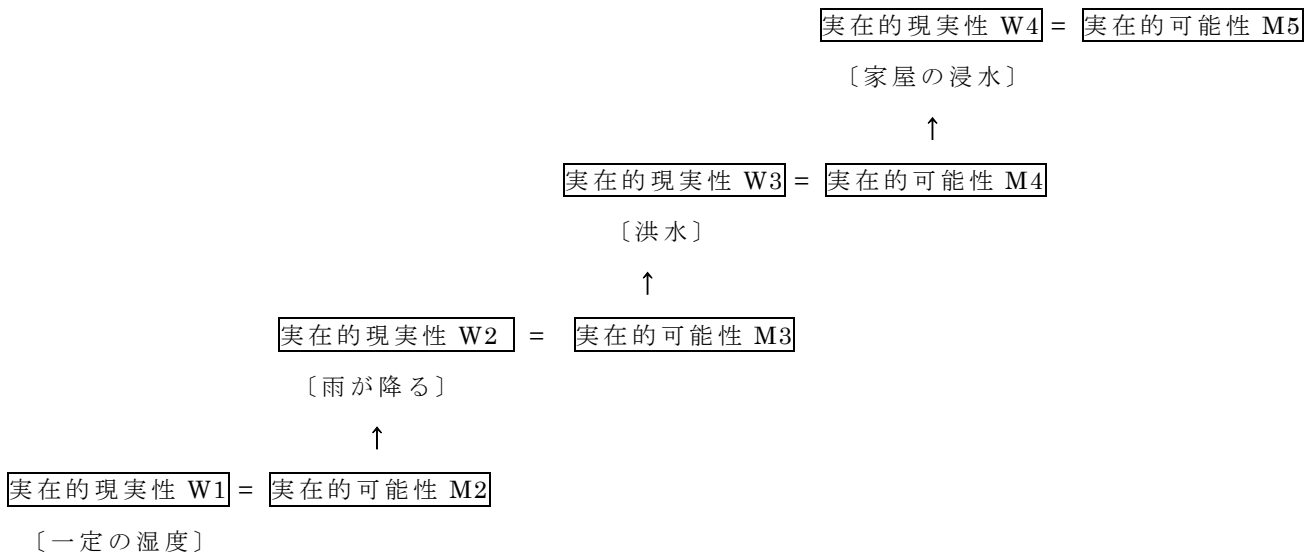 実在的現実性 W4 = 実在的可能性 M5
〔家屋の浸水〕
↑
実在的現実性 W3 = 実在的可能性 M4
〔洪水〕
↑
実在的現実性 W2 = 実在的可能性 M3
〔雨が降る〕
↑
実在的現実性 W1 = 実在的可能性 M2
〔一定の湿度〕